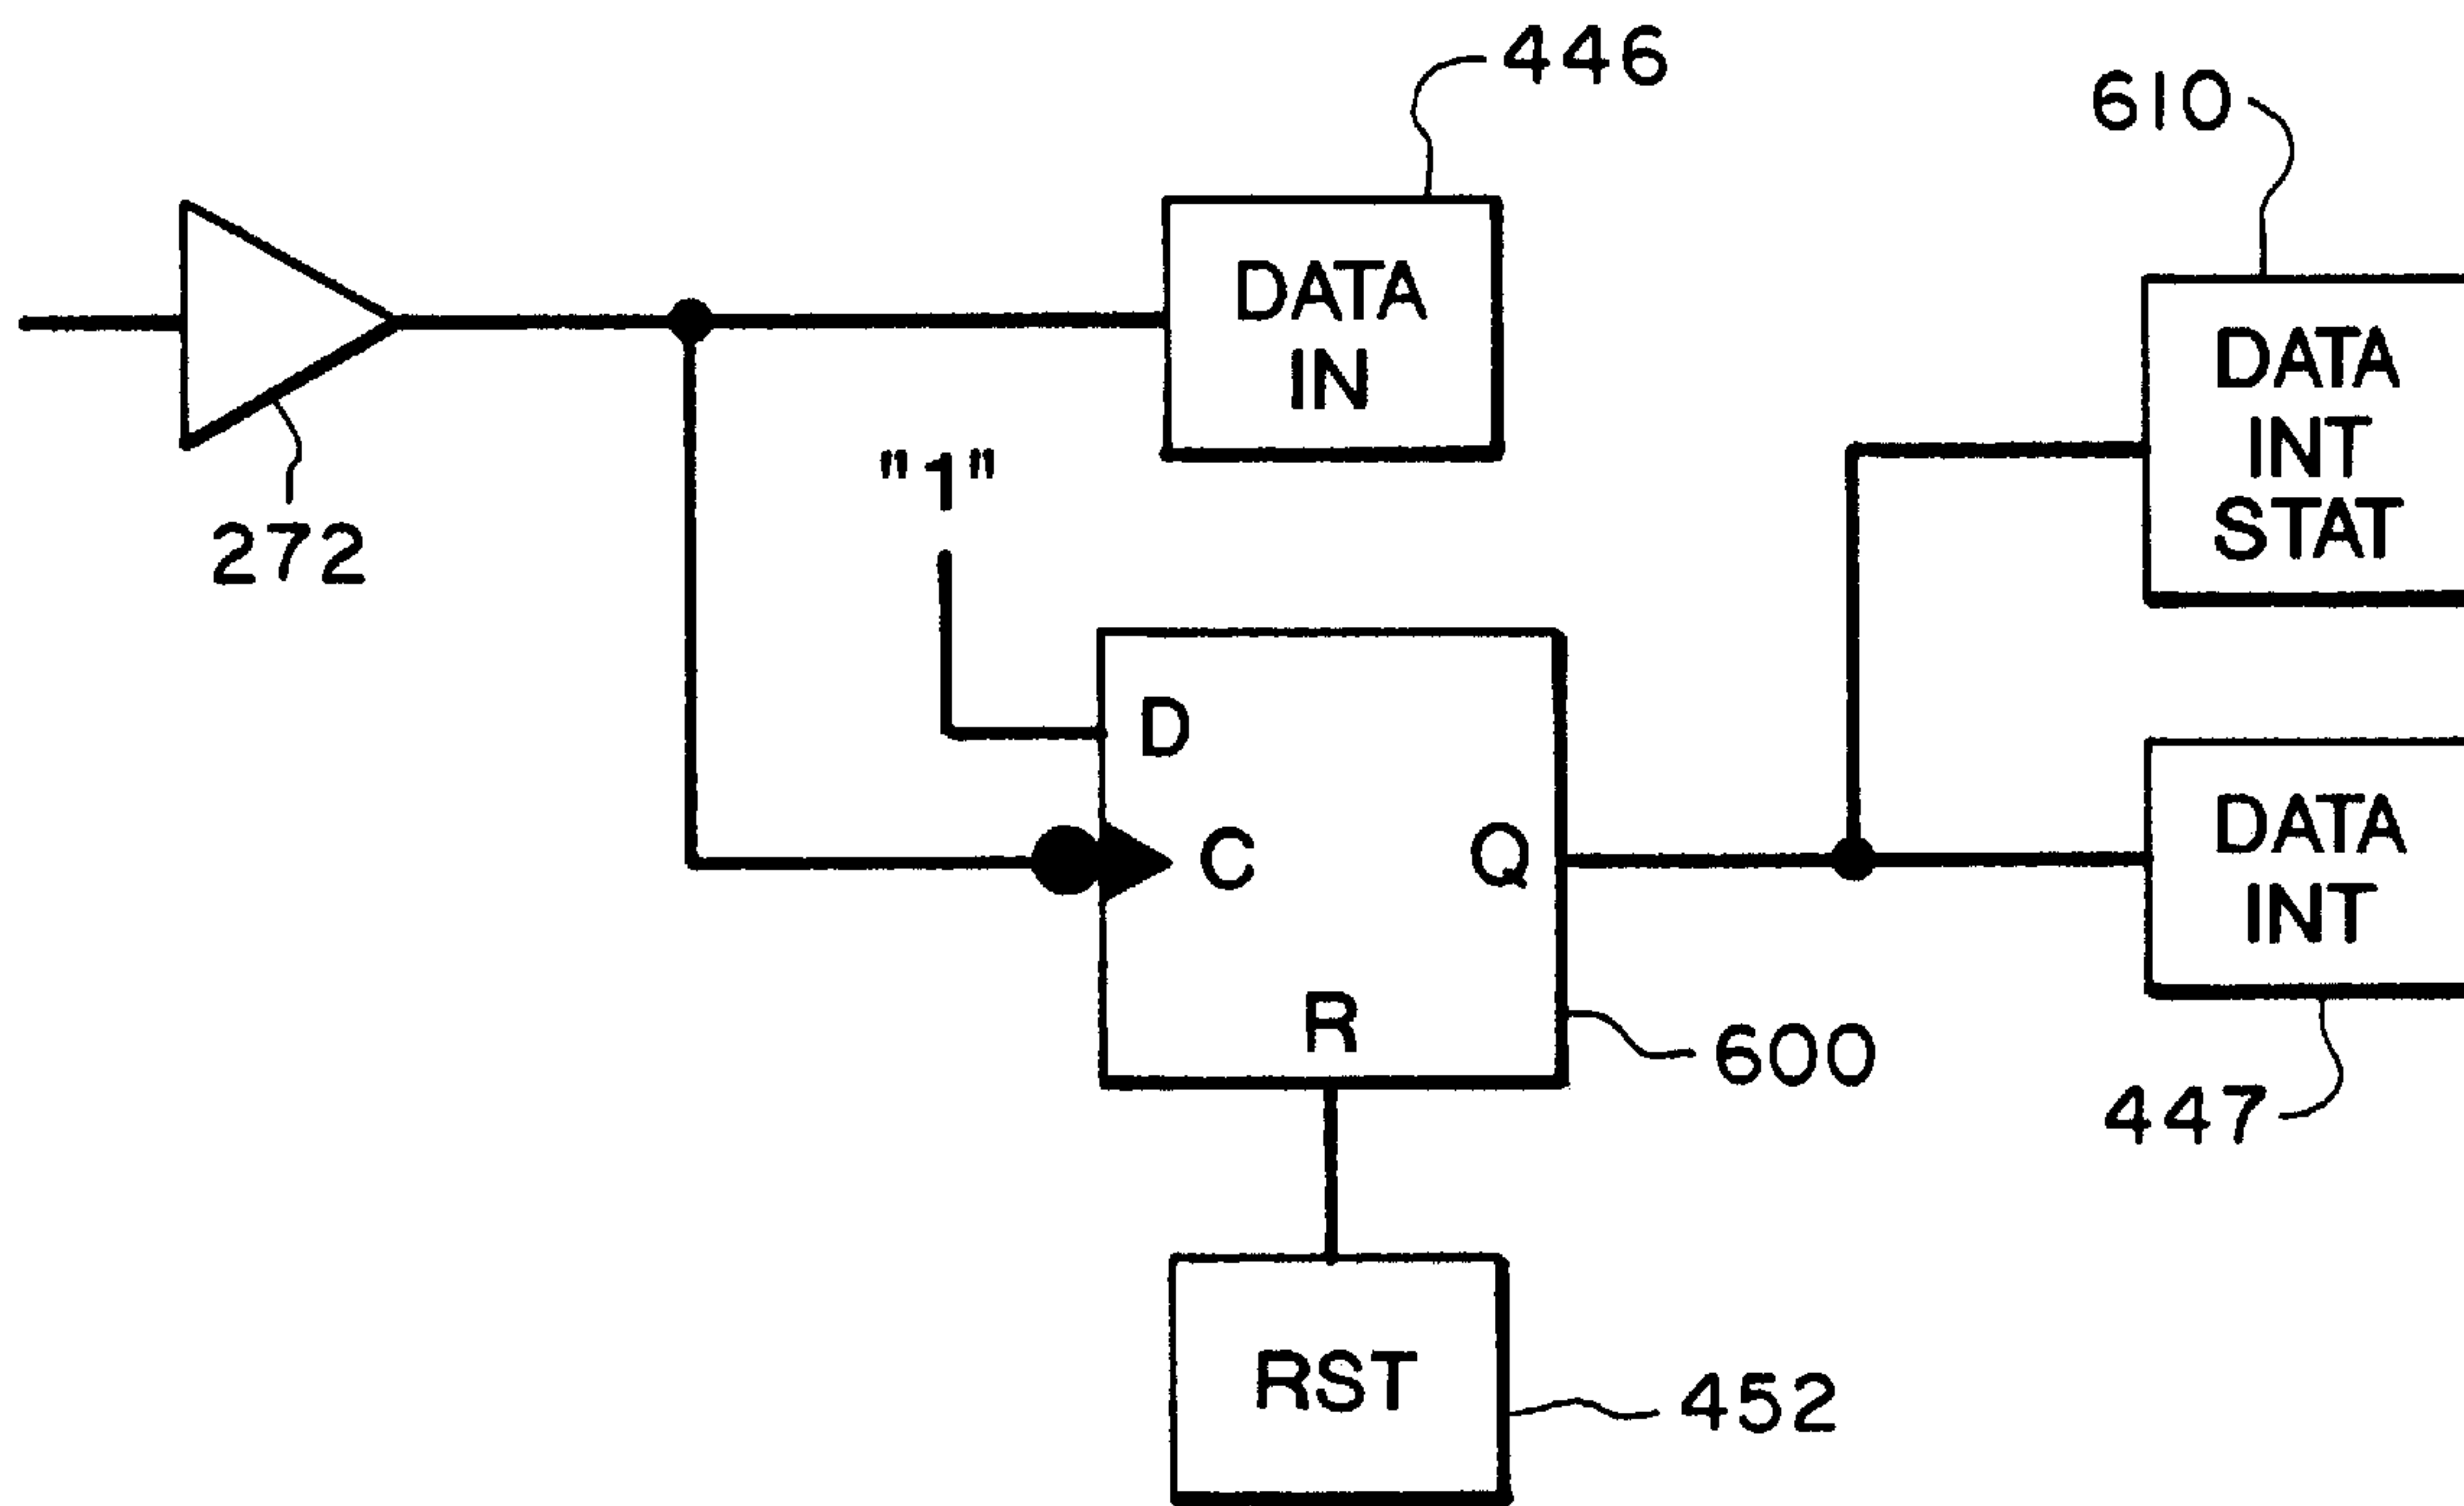 446
610
DATA
IN
DATA
INT
STAT
"1"
272
D
C
Q
R
DATA
INT
600
447
RST
452